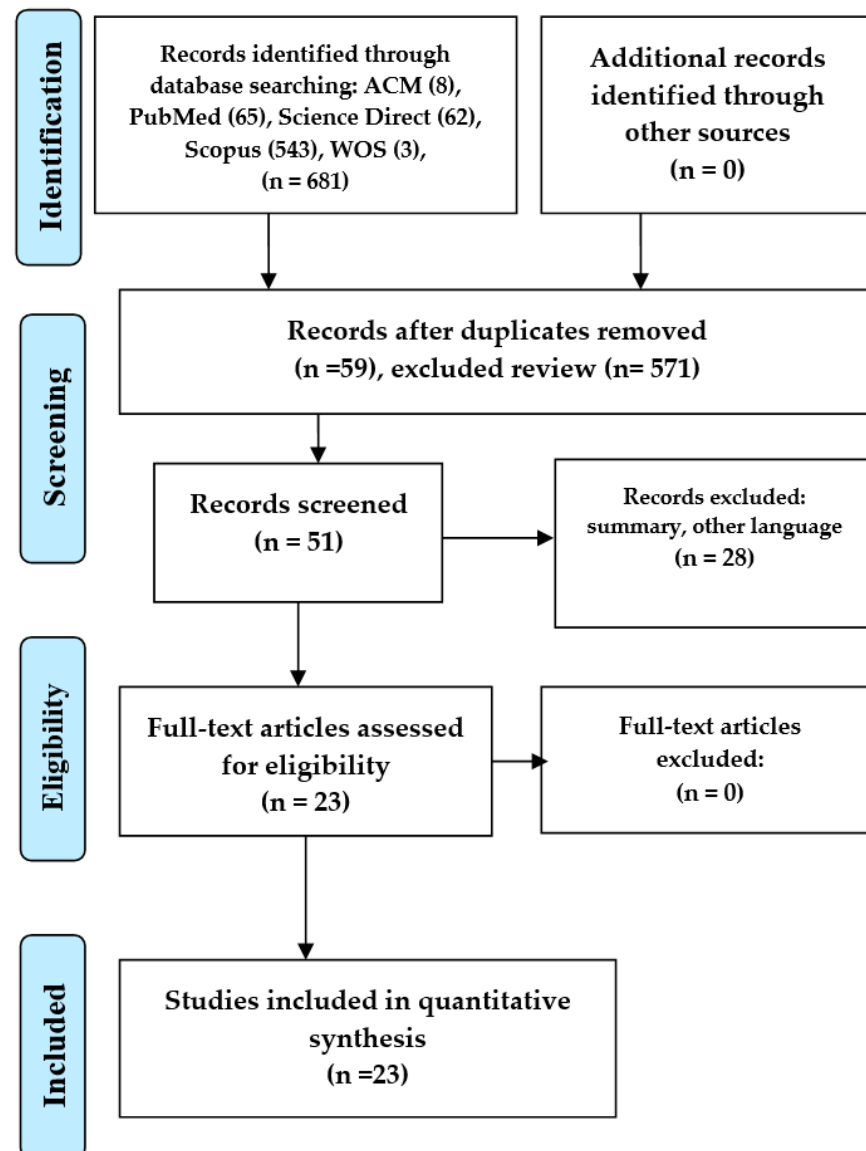 Identification
Records identified through
database searching: ACM (8),
PubMed (65), Science Direct (62),
Scopus (543), WOS (3),
(n = 681)
Additional records
identified through
other sources
(n = 0)
Screening
Records after duplicates removed
(n =59), excluded review (n= 571)
Records screened
(n = 51)
Records excluded:
summary, other language
(n = 28)
Eligibility
Full-text articles assessed
for eligibility
(n = 23)
Full-text articles
excluded:
(n = 0)
Included
Studies included in quantitative
synthesis
(n =23)